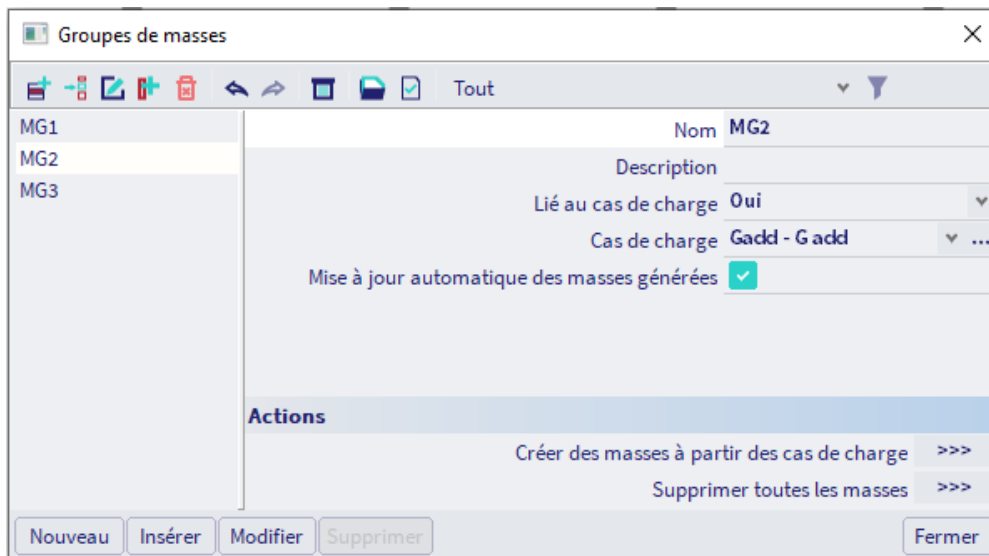 Groupes de masses
Tout
MG1
MG2
MG3
Nom MG2
Description
Lié au cas de charge Oui
Cas de charge Gadd - G add ...
Mise à jour automatique des masses générées
Actions
Créer des masses à partir des cas de charge >>>
Supprimer toutes les masses >>>
Nouveau Insérer Modifier Supprimer Fermer